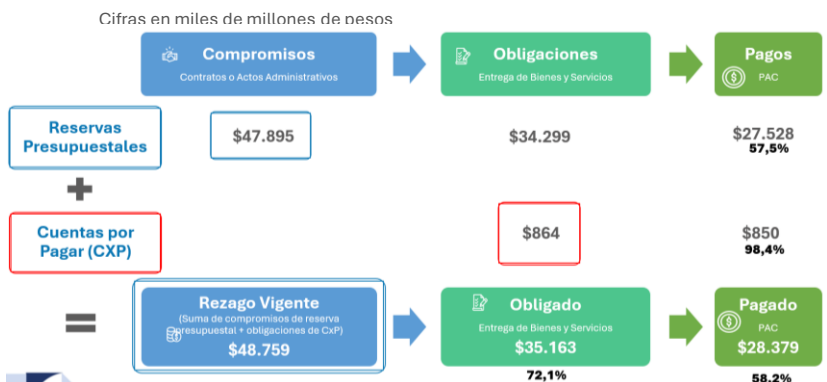 Cifras en miles de millones de pesos
Compromisos
Contratos o Actos Administrativos
Obligaciones
Entrega de Bienes y Servicios
Pagos
PAC
Reservas
Presupuestales
$47.895
$34.299
$27.528
57,5%
Cuentas por
Pagar (CXP)
$864
$850
98,4%
Rezago Vigente
(Suma de compromisos de reserva
presupuestal + obligaciones de CxP)
$48.759
Obligado
Entrega de Bienes y Servicios
$35.163
72,1%
Pagado
PAC
$28.379
58,2%